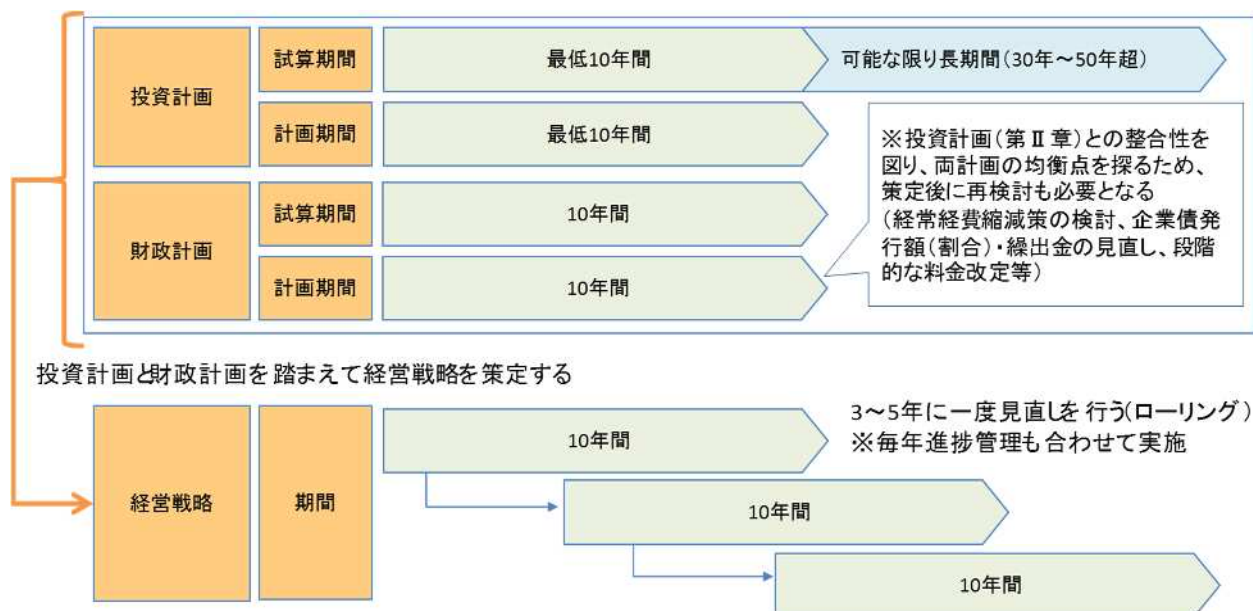 投資計画
試算期間
最低10年間
可能な限り長期間(30年～50年超)
計画期間
最低10年間
※投資計画(第Ⅱ章)との整合性を
図り、両計画の均衡点を探るため、
策定後に再検討も必要となる
(経常経費縮減策の検討、企業債発
行額(割合)・繰出金の見直し、段階
的な料金改定等)
財政計画
試算期間
10年間
計画期間
10年間
投資計画と財政計画を踏まえて経営戦略を策定する
3～5年に一度見直しを行う(ローリング)
※毎年進捗管理も合わせて実施
経営戦略
期間
10年間
10年間
10年間